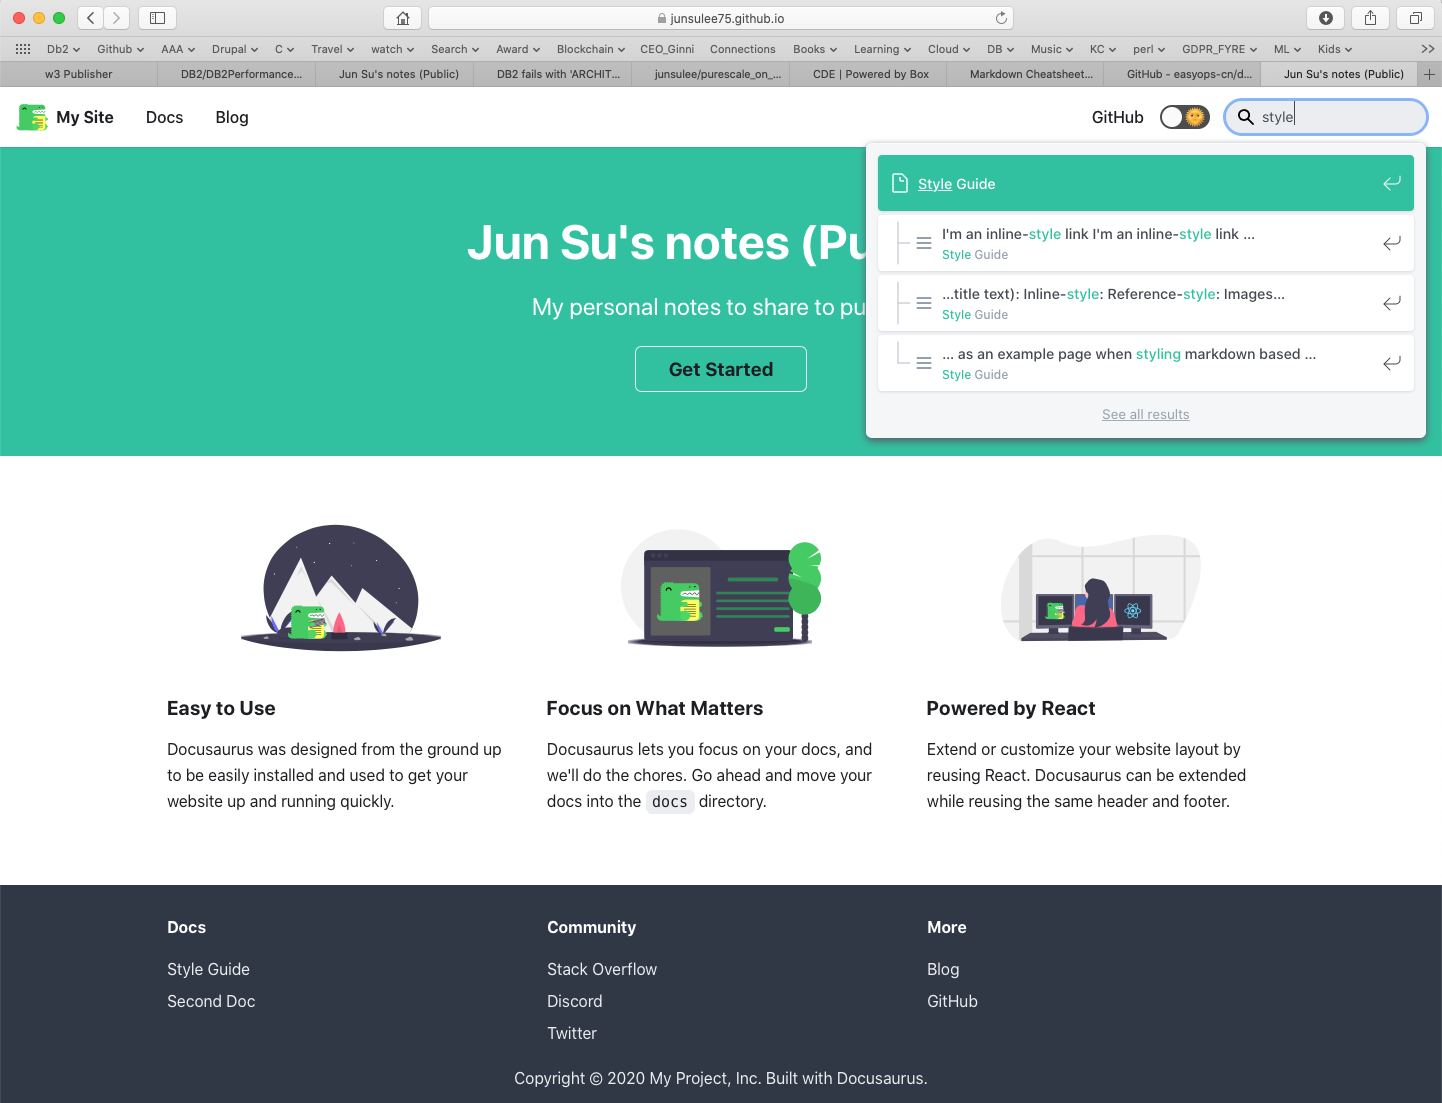 junsulee75.github.io
Db2 Github AAA Drupal C Travel watch Search Award Blockchain CEO_Ginni Connections Books Learning Cloud DB Music KC perl GDPR_FYRE ML Kids
w3 Publisher DB2/DB2Performance... Jun Su's notes (Public) DB2 fails with 'ARCHIT... junsulee/purescale_on_... CDE | Powered by Box Markdown Cheatsheet... GitHub - easyops-cn/d... Jun Su's notes (Public)
My Site Docs Blog GitHub style
Style Guide
I'm an inline-style link I'm an inline-style link ...
Style Guide
...title text): Inline-style: Reference-style: Images...
Style Guide
... as an example page when styling markdown based ...
Style Guide
See all results
Jun Su's notes (Pu
My personal notes to share to pu
Get Started
Easy to Use
Docusaurus was designed from the ground up
to be easily installed and used to get your
website up and running quickly.
Focus on What Matters
Docusaurus lets you focus on your docs, and
we'll do the chores. Go ahead and move your
docs into the docs directory.
Powered by React
Extend or customize your website layout by
reusing React. Docusaurus can be extended
while reusing the same header and footer.
Docs
Style Guide
Second Doc
Community
Stack Overflow
Discord
Twitter
More
Blog
GitHub
Copyright © 2020 My Project, Inc. Built with Docusaurus.